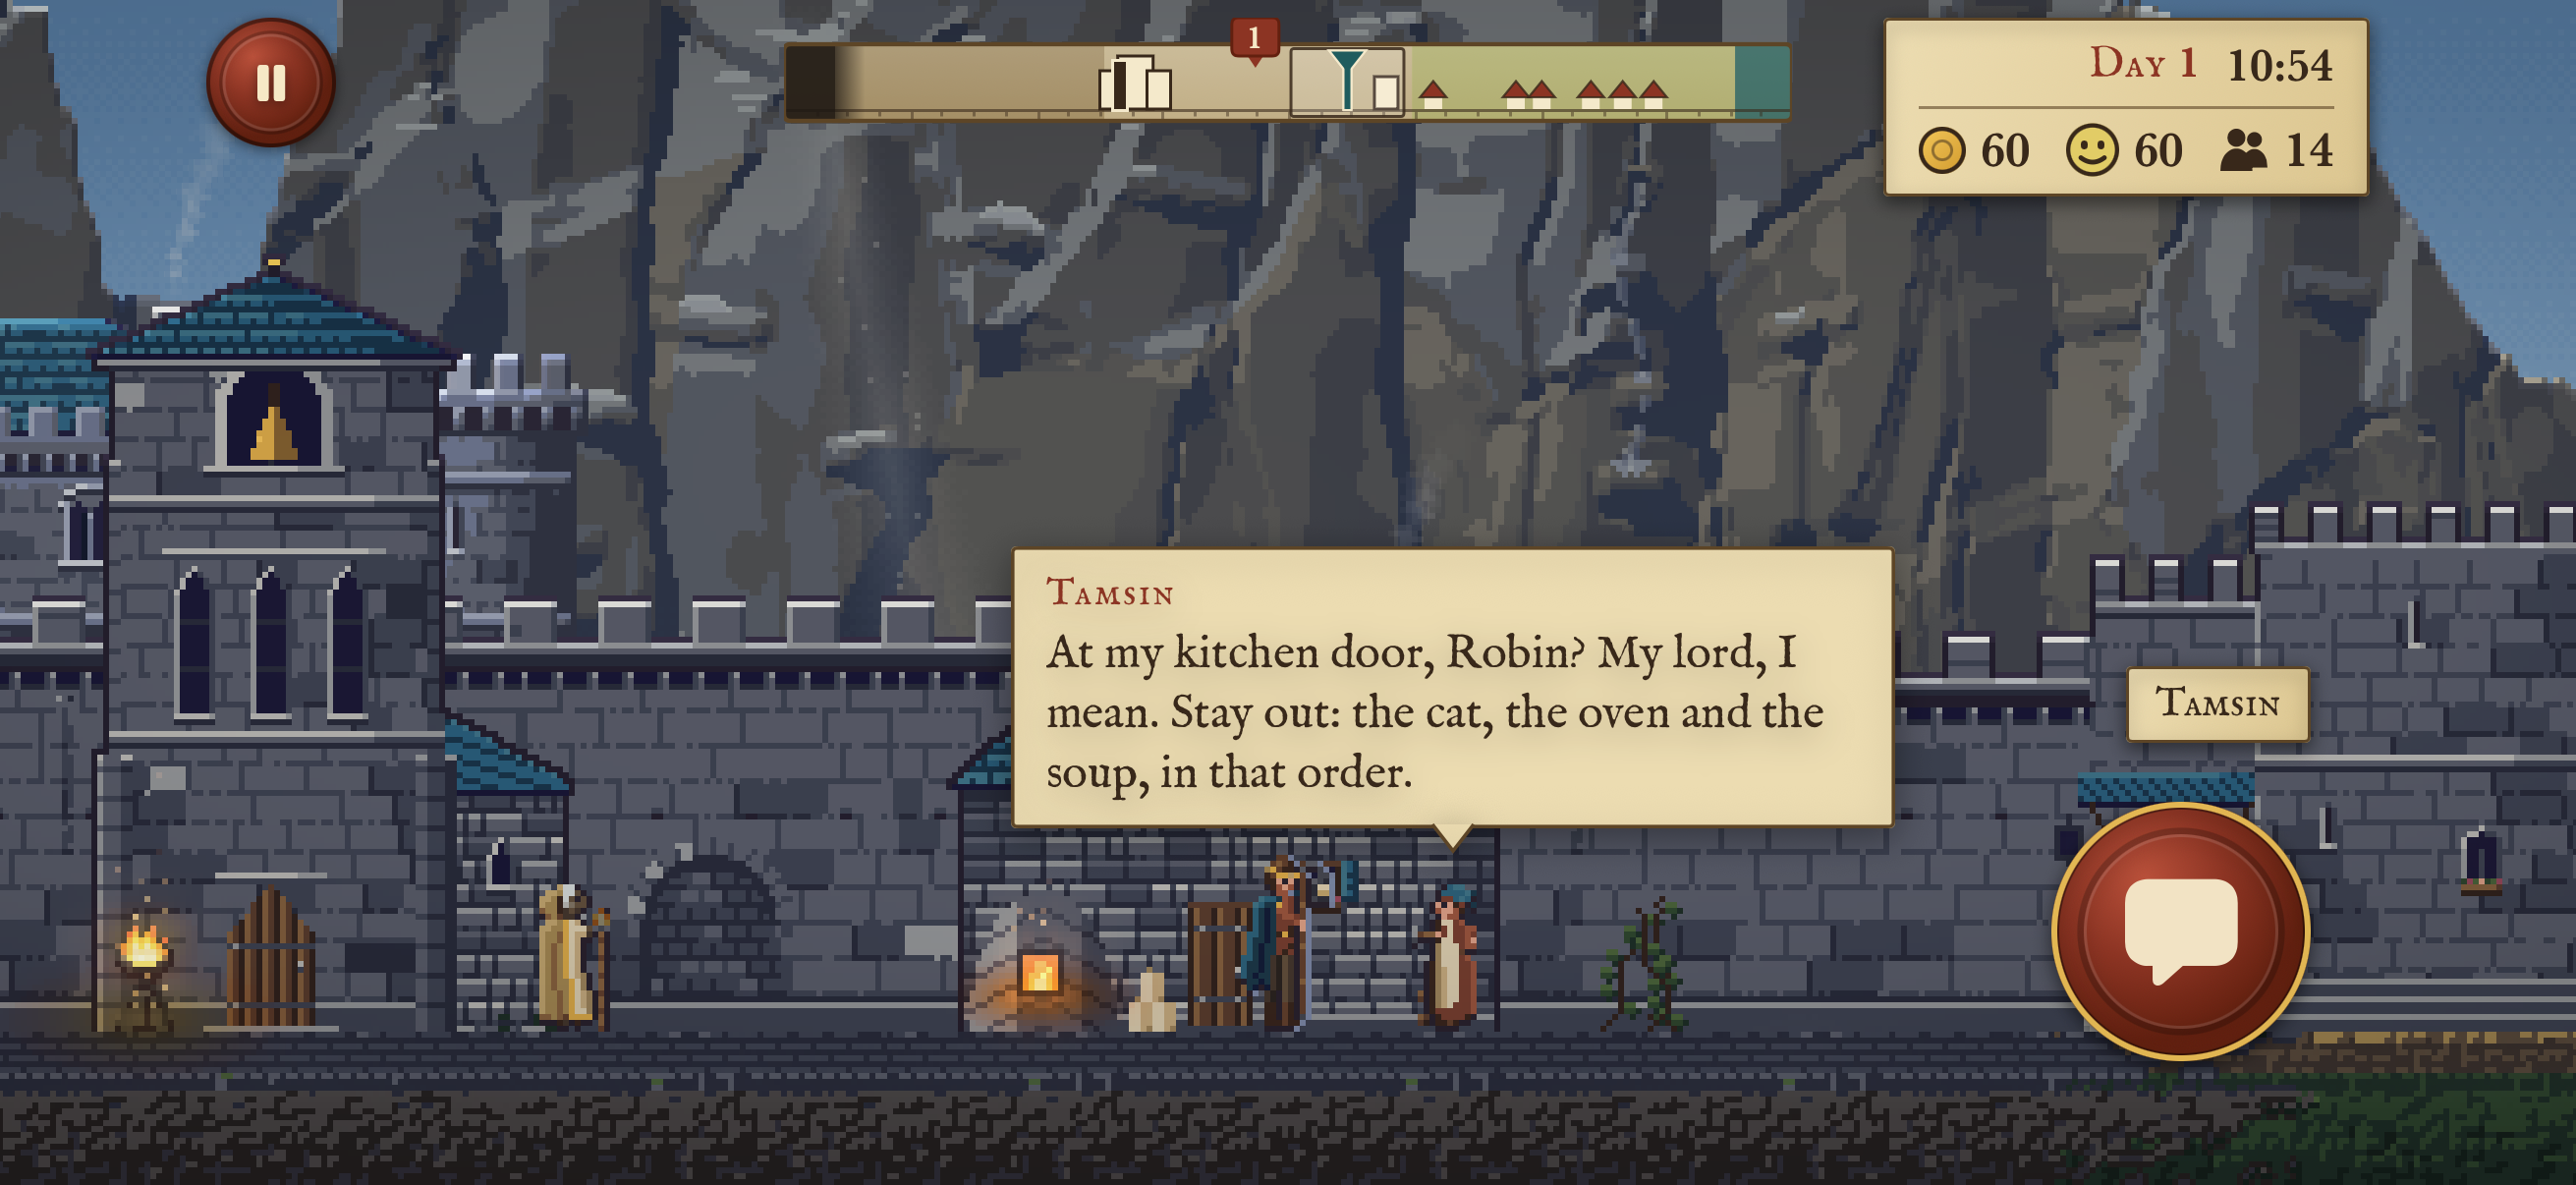 1
Day 1 10:54
60 60 14
Tamsin
At my kitchen door, Robin? My lord, I
mean. Stay out: the cat, the oven and the
soup, in that order.
Tamsin